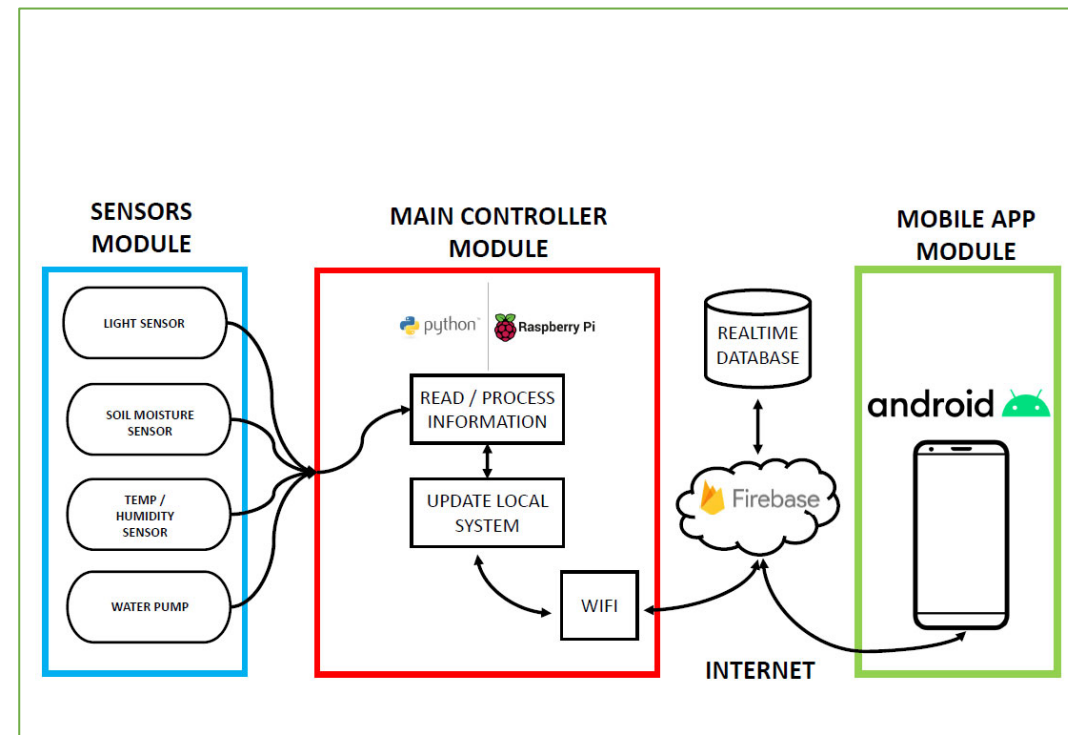 SENSORS
MODULE
LIGHT SENSOR
SOIL MOISTURE
SENSOR
TEMP /
HUMIDITY
SENSOR
WATER PUMP
MAIN CONTROLLER
MODULE
python™
Raspberry Pi
READ / PROCESS
INFORMATION
UPDATE LOCAL
SYSTEM
WIFI
REALTIME
DATABASE
Firebase
INTERNET
MOBILE APP
MODULE
android